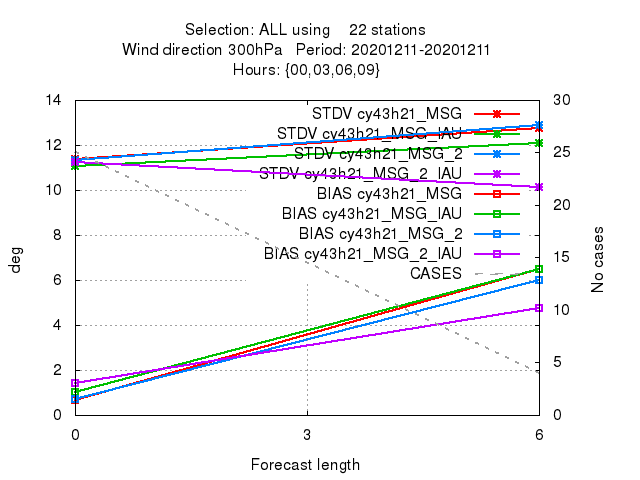 Selection: ALL using    22 stations
Wind direction 300hPa   Period: 20201211-20201211
Hours: {00,03,06,09}
14
12
10
8
6
4
2
0
deg
30
25
20
15
10
5
0
No cases
STDV cy43h21_MSG
STDV cy43h21_MSG_IAU
STDV cy43h21_MSG_2
STDV cy43h21_MSG_2_IAU
BIAS cy43h21_MSG
BIAS cy43h21_MSG_IAU
BIAS cy43h21_MSG_2
BIAS cy43h21_MSG_2_IAU
CASES
0 3 6
Forecast length